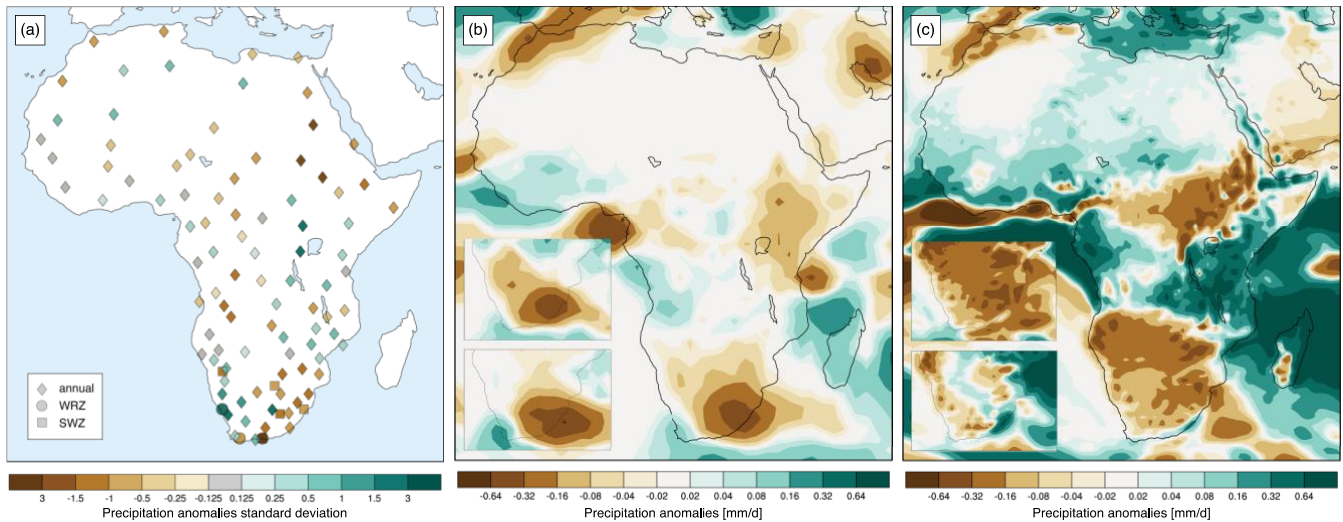 (a)
(b)
(c)
annual
WRZ
SWZ
3 -1.5 -1 -0.5 -0.25 -0.125 0.125 0.25 0.5 1 1.5 3
Precipitation anomalies standard deviation
-0.64 -0.32 -0.16 -0.08 -0.04 -0.02 0.02 0.04 0.08 0.16 0.32 0.64
Precipitation anomalies [mm/d]
-0.64 -0.32 -0.16 -0.08 -0.04 -0.02 0.02 0.04 0.08 0.16 0.32 0.64
Precipitation anomalies [mm/d]